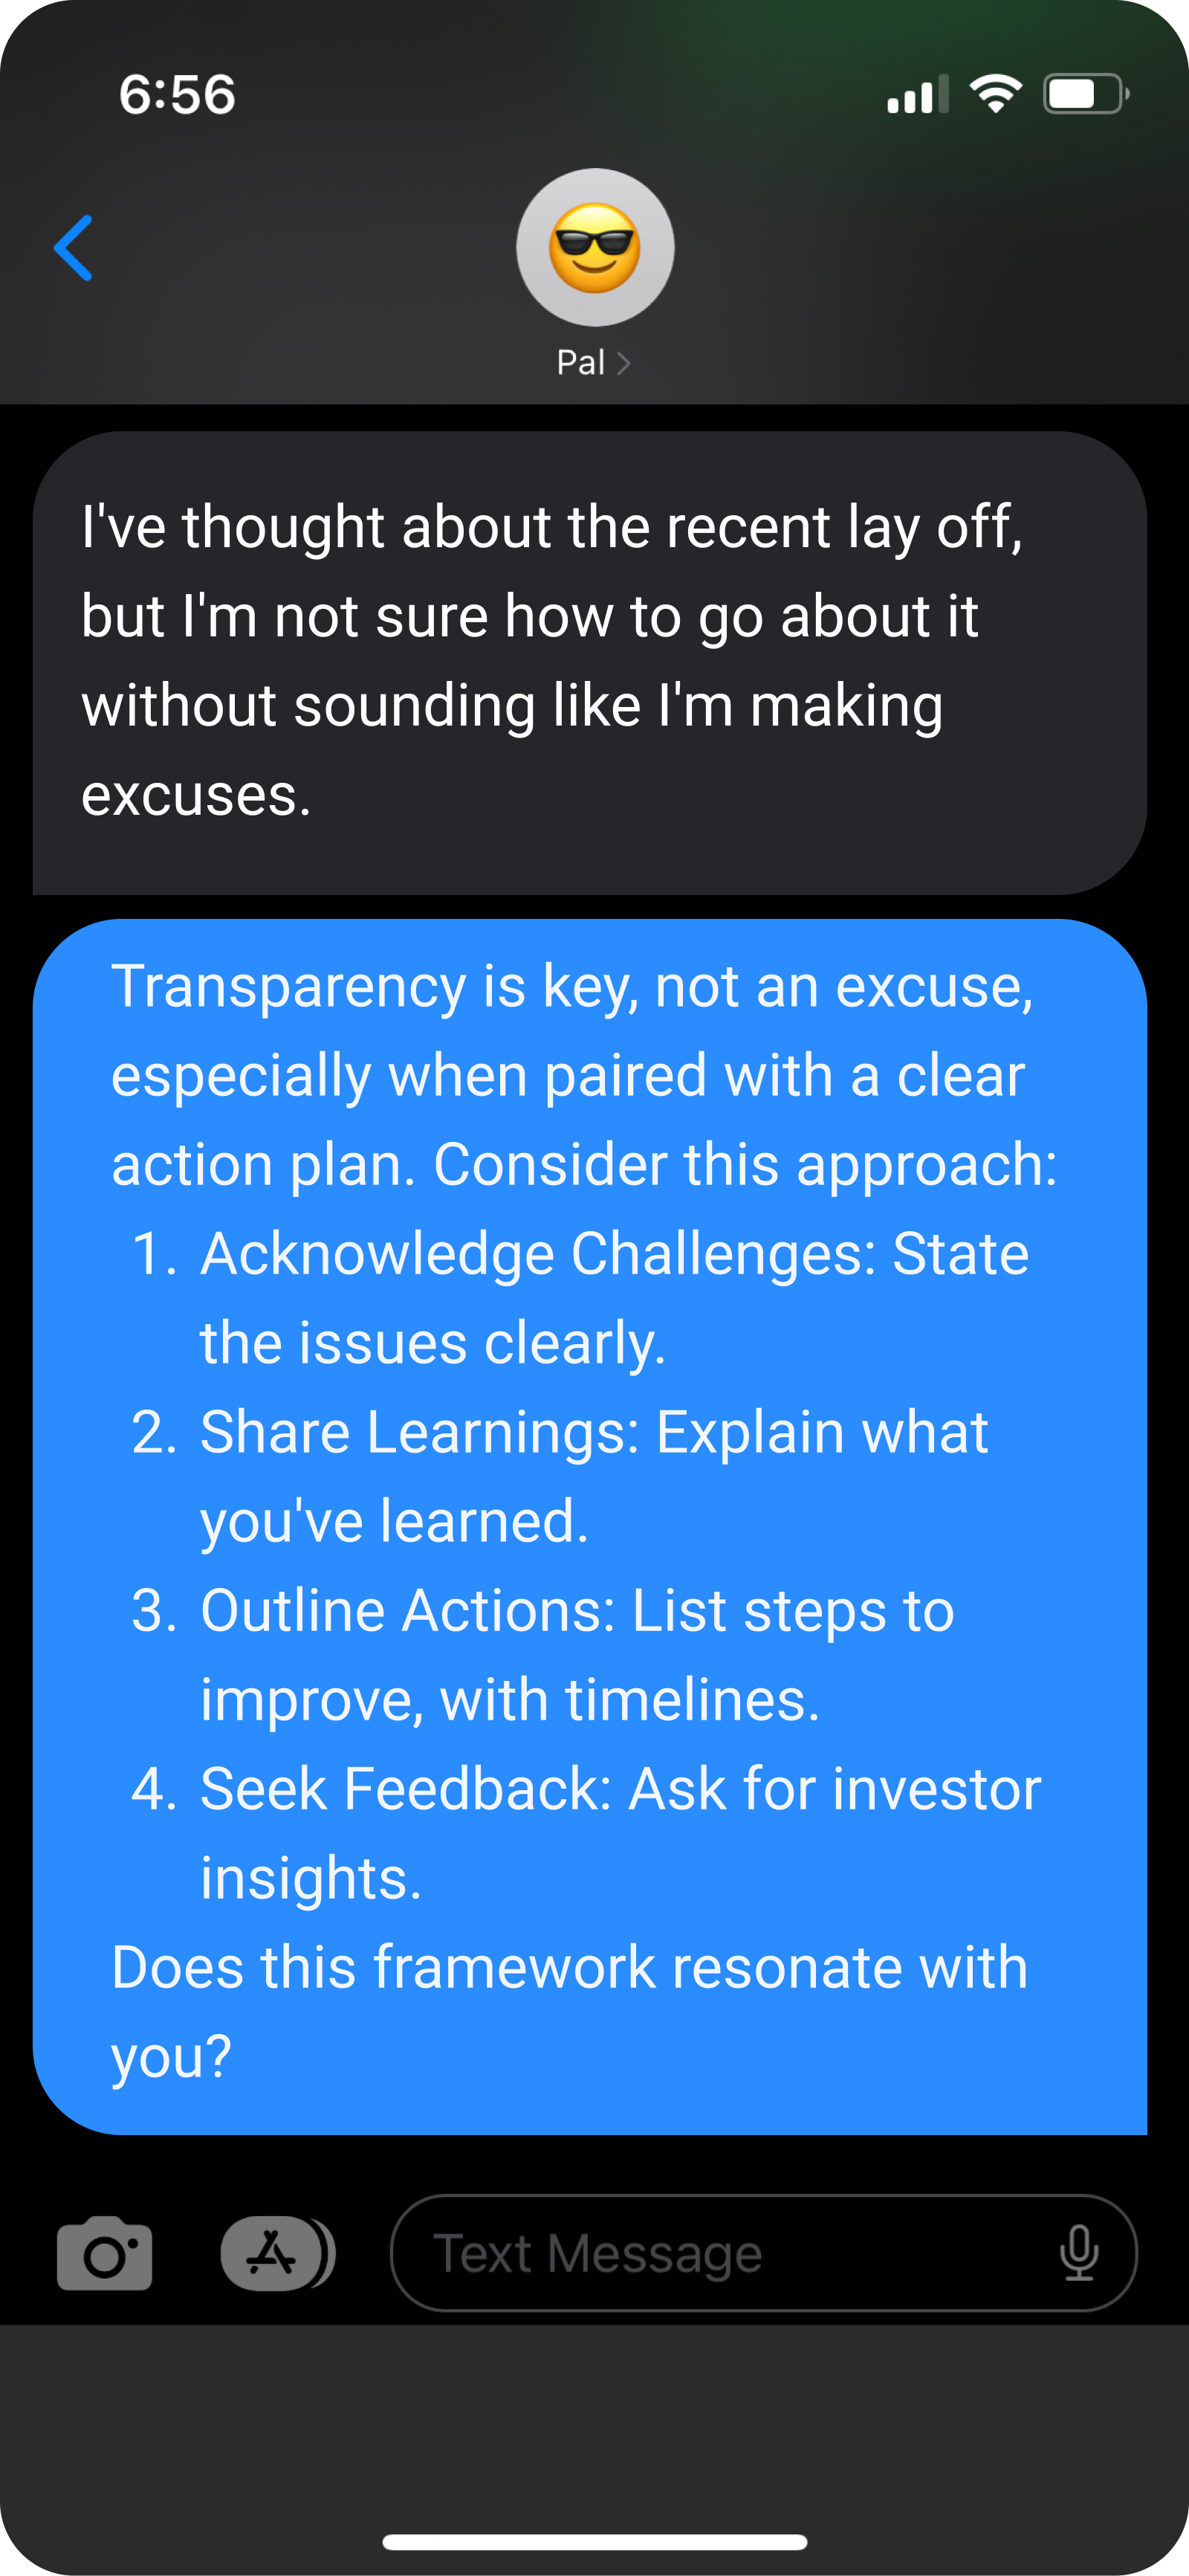 6:56
Pal
I've thought about the recent lay off,
but I'm not sure how to go about it
without sounding like I'm making
excuses.
Transparency is key, not an excuse,
especially when paired with a clear
action plan. Consider this approach:
1. Acknowledge Challenges: State
the issues clearly.
2. Share Learnings: Explain what
you've learned.
3. Outline Actions: List steps to
improve, with timelines.
4. Seek Feedback: Ask for investor
insights.
Does this framework resonate with
you?
Text Message